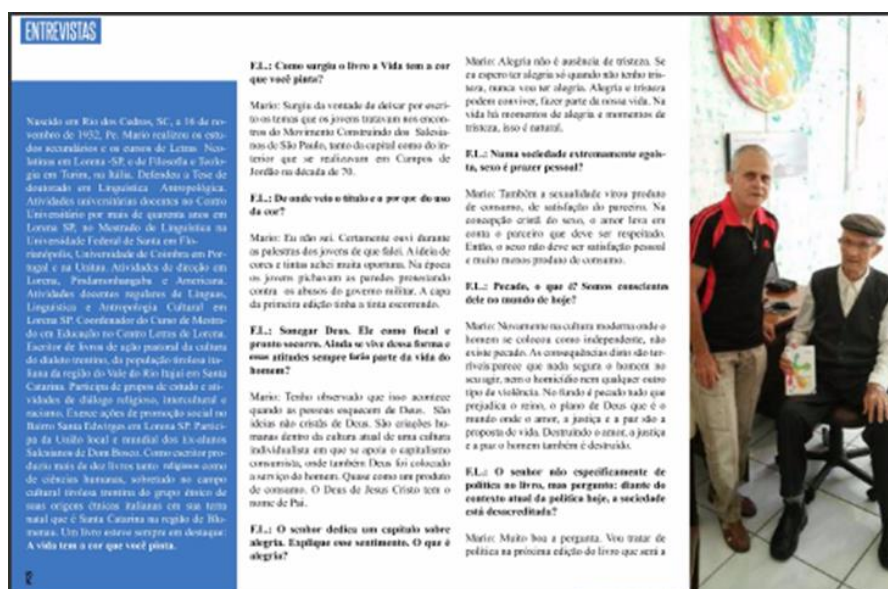 ENTREVISTAS
Nascido em Rio dos Cedros, SC, a 16 de no-
vembro de 1932, Pe. Mario realizou os estu-
dos secundários e os cursos de Letras Neo-
latinas em Lorena -SP, e de Filosofia e Teolo-
gia em Turim, na Itália. Defendeu a Tese de
doutorado em Linguística Antropológica.
Atividades universitárias docentes no Centro
Universitário por mais de quarenta anos em
Lorena SP, no Mestrado de Linguística na
Universidade Federal de Santa em Flo-
rianópolis, Universidade de Coimbra em Por-
tugal e na Unitau. Atividades de direção em
Lorena, Pindamonhangaba e Americana.
Atividades docentes regulares de Línguas,
Linguística e Antropologia Cultural em
Lorena SP. Coordenador do Curso de Mestra-
do em Educação no Centro Letras de Lorena.
Escritor de livros de ação pastoral da cultura
do dialeto trentino, da população tirolesa ita-
liana da região do Vale do Rio Itajaí em Santa
Catarina. Participa de grupos de estudo e ati-
vidades de diálogo religioso, intercultural e
racismo. Exerce ações de promoção social no
Bairro Santa Edwirges em Lorena SP. Partici-
pa da União local e mundial dos Ex-alunos
Salesianos de Dom Bosco. Como escritor pro-
duziu mais de dez livros tanto religiosos como
de ciências humanas, sobretudo no campo
cultural tirolesa trentina do grupo étnico de
suas origens étnicas italianas em sua terra
natal que é Santa Catarina na região de Blu-
menau. Um livro esteve sempre em destaque:
A vida tem a cor que você pinta.
F.L.: Como surgiu o livro a Vida tem a cor
que você pinta?
Mario: Surgiu da vontade de deixar por escri-
to os temas que os jovens tratavam nos encon-
tros do Movimento Construindo dos Salesia-
nos de São Paulo, tanto da capital como do in-
terior que se realizavam em Campos de
Jordão na década de 70.
F.L.: De onde veio o título e a por que do uso
da cor?
Mario: Eu não sei. Certamente ouvi durante
as palestras dos jovens de que falei. A ideia de
cores e tintas achei muita oportuna. Na época
os jovens pichavam as paredes protestando
contra os abusos do governo militar. A capa
da primeira edição tinha a tinta escorrendo.
F.L.: Sonegar Deus. Ele como fiscal e
pronto socorro. Ainda se vive dessa forma e
essas atitudes sempre farão parte da vida do
homem?
Mario: Tenho observado que isso acontece
quando as pessoas esquecem de Deus. São
ideias não cristãs de Deus. São criações hu-
manas dentro da cultura atual de uma cultura
individualista em que se apoia o capitalismo
consumista, onde também Deus foi colocado
a serviço do homem. Quase como um produto
de consumo. O Deus de Jesus Cristo tem o
nome de Pai.
F.L.: O senhor dedica um capítulo sobre
alegria. Explique esse sentimento. O que é
alegria?
Mario: Alegria não é ausência de tristeza. Se
eu espero ter alegria só quando não tenho tris-
teza, nunca vou ter alegria. Alegria e tristeza
podem conviver, fazer parte da nossa vida. Na
vida há momentos de alegria e momentos de
tristeza, isso é natural.
F.L.: Numa sociedade extremamente egoís-
ta, sexo é prazer pessoal?
Mario: Também a sexualidade virou produto
de consumo, de satisfação do parceiro. Na
concepção cristã do sexo, o amor leva em
conta o parceiro que deve ser respeitado.
Então, o sexo não deve ser satisfação pessoal
e muito menos produto de consumo.
F.L.: Pecado, o que é? Somos conscientes
dele no mundo de hoje?
Mario: Novamente na cultura moderna onde o
homem se colocou como independente, não
existe pecado. As consequências disto são ter-
ríveis parece que nada segura o homem no
seu agir, nem o homicídio nem qualquer outro
tipo de violência. No fundo é pecado tudo que
prejudica o reino, o plano de Deus que é o
mundo onde o amor, a justiça e a paz são a
proposta de vida. Destruindo o amor, a justiça
e a paz o homem também é destruído.
F.L.: O senhor não especificamente de
política no livro, mas pergunto: diante do
contexto atual da política hoje, a sociedade
está desacreditada?
Mario: Muito boa a pergunta. Vou tratar de
política na próxima edição do livro que será a